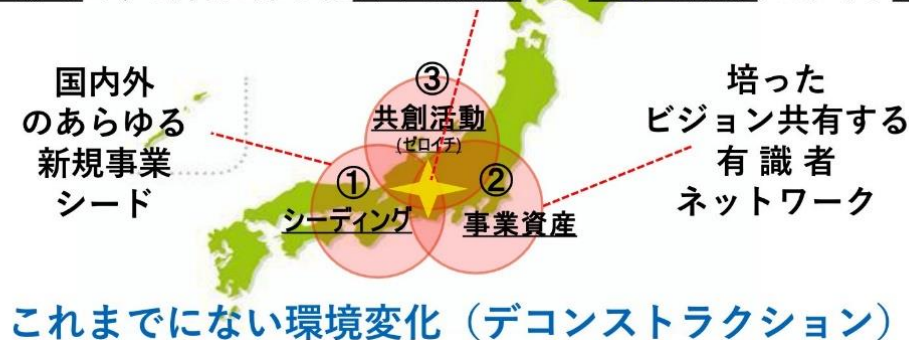 国内外
のあらゆる
新規事業
シード
③
共創活動
(ゼロイチ)
①
シーディング
②
事業資産
培った
ビジョン共有する
有識者
ネットワーク
これまでにない環境変化（デコンストラクション）